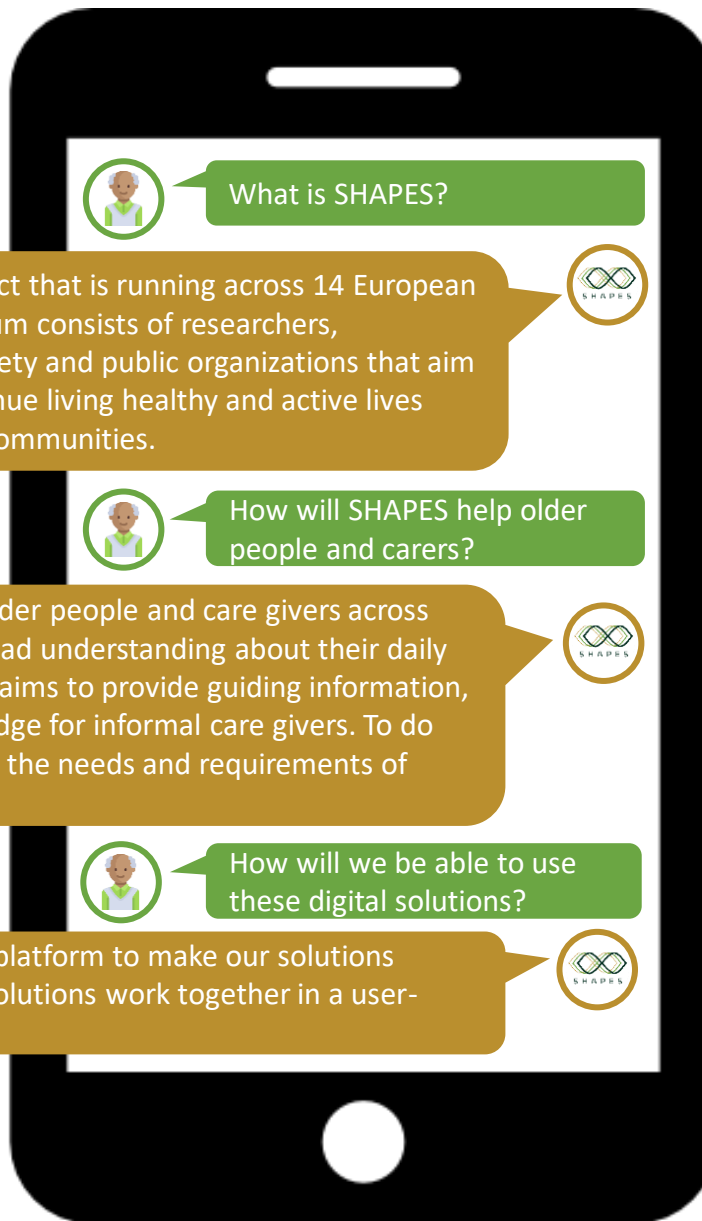 What is SHAPES?
SHAPES
ct that is running across 14 European
um consists of researchers,
ety and public organizations that aim
nue living healthy and active lives
ommunities.
How will SHAPES help older
people and carers?
der people and care givers across
SHAPES
ad understanding about their daily
aims to provide guiding information,
dge for informal care givers. To do
the needs and requirements of
How will we be able to use
these digital solutions?
platform to make our solutions
SHAPES
olutions work together in a user-